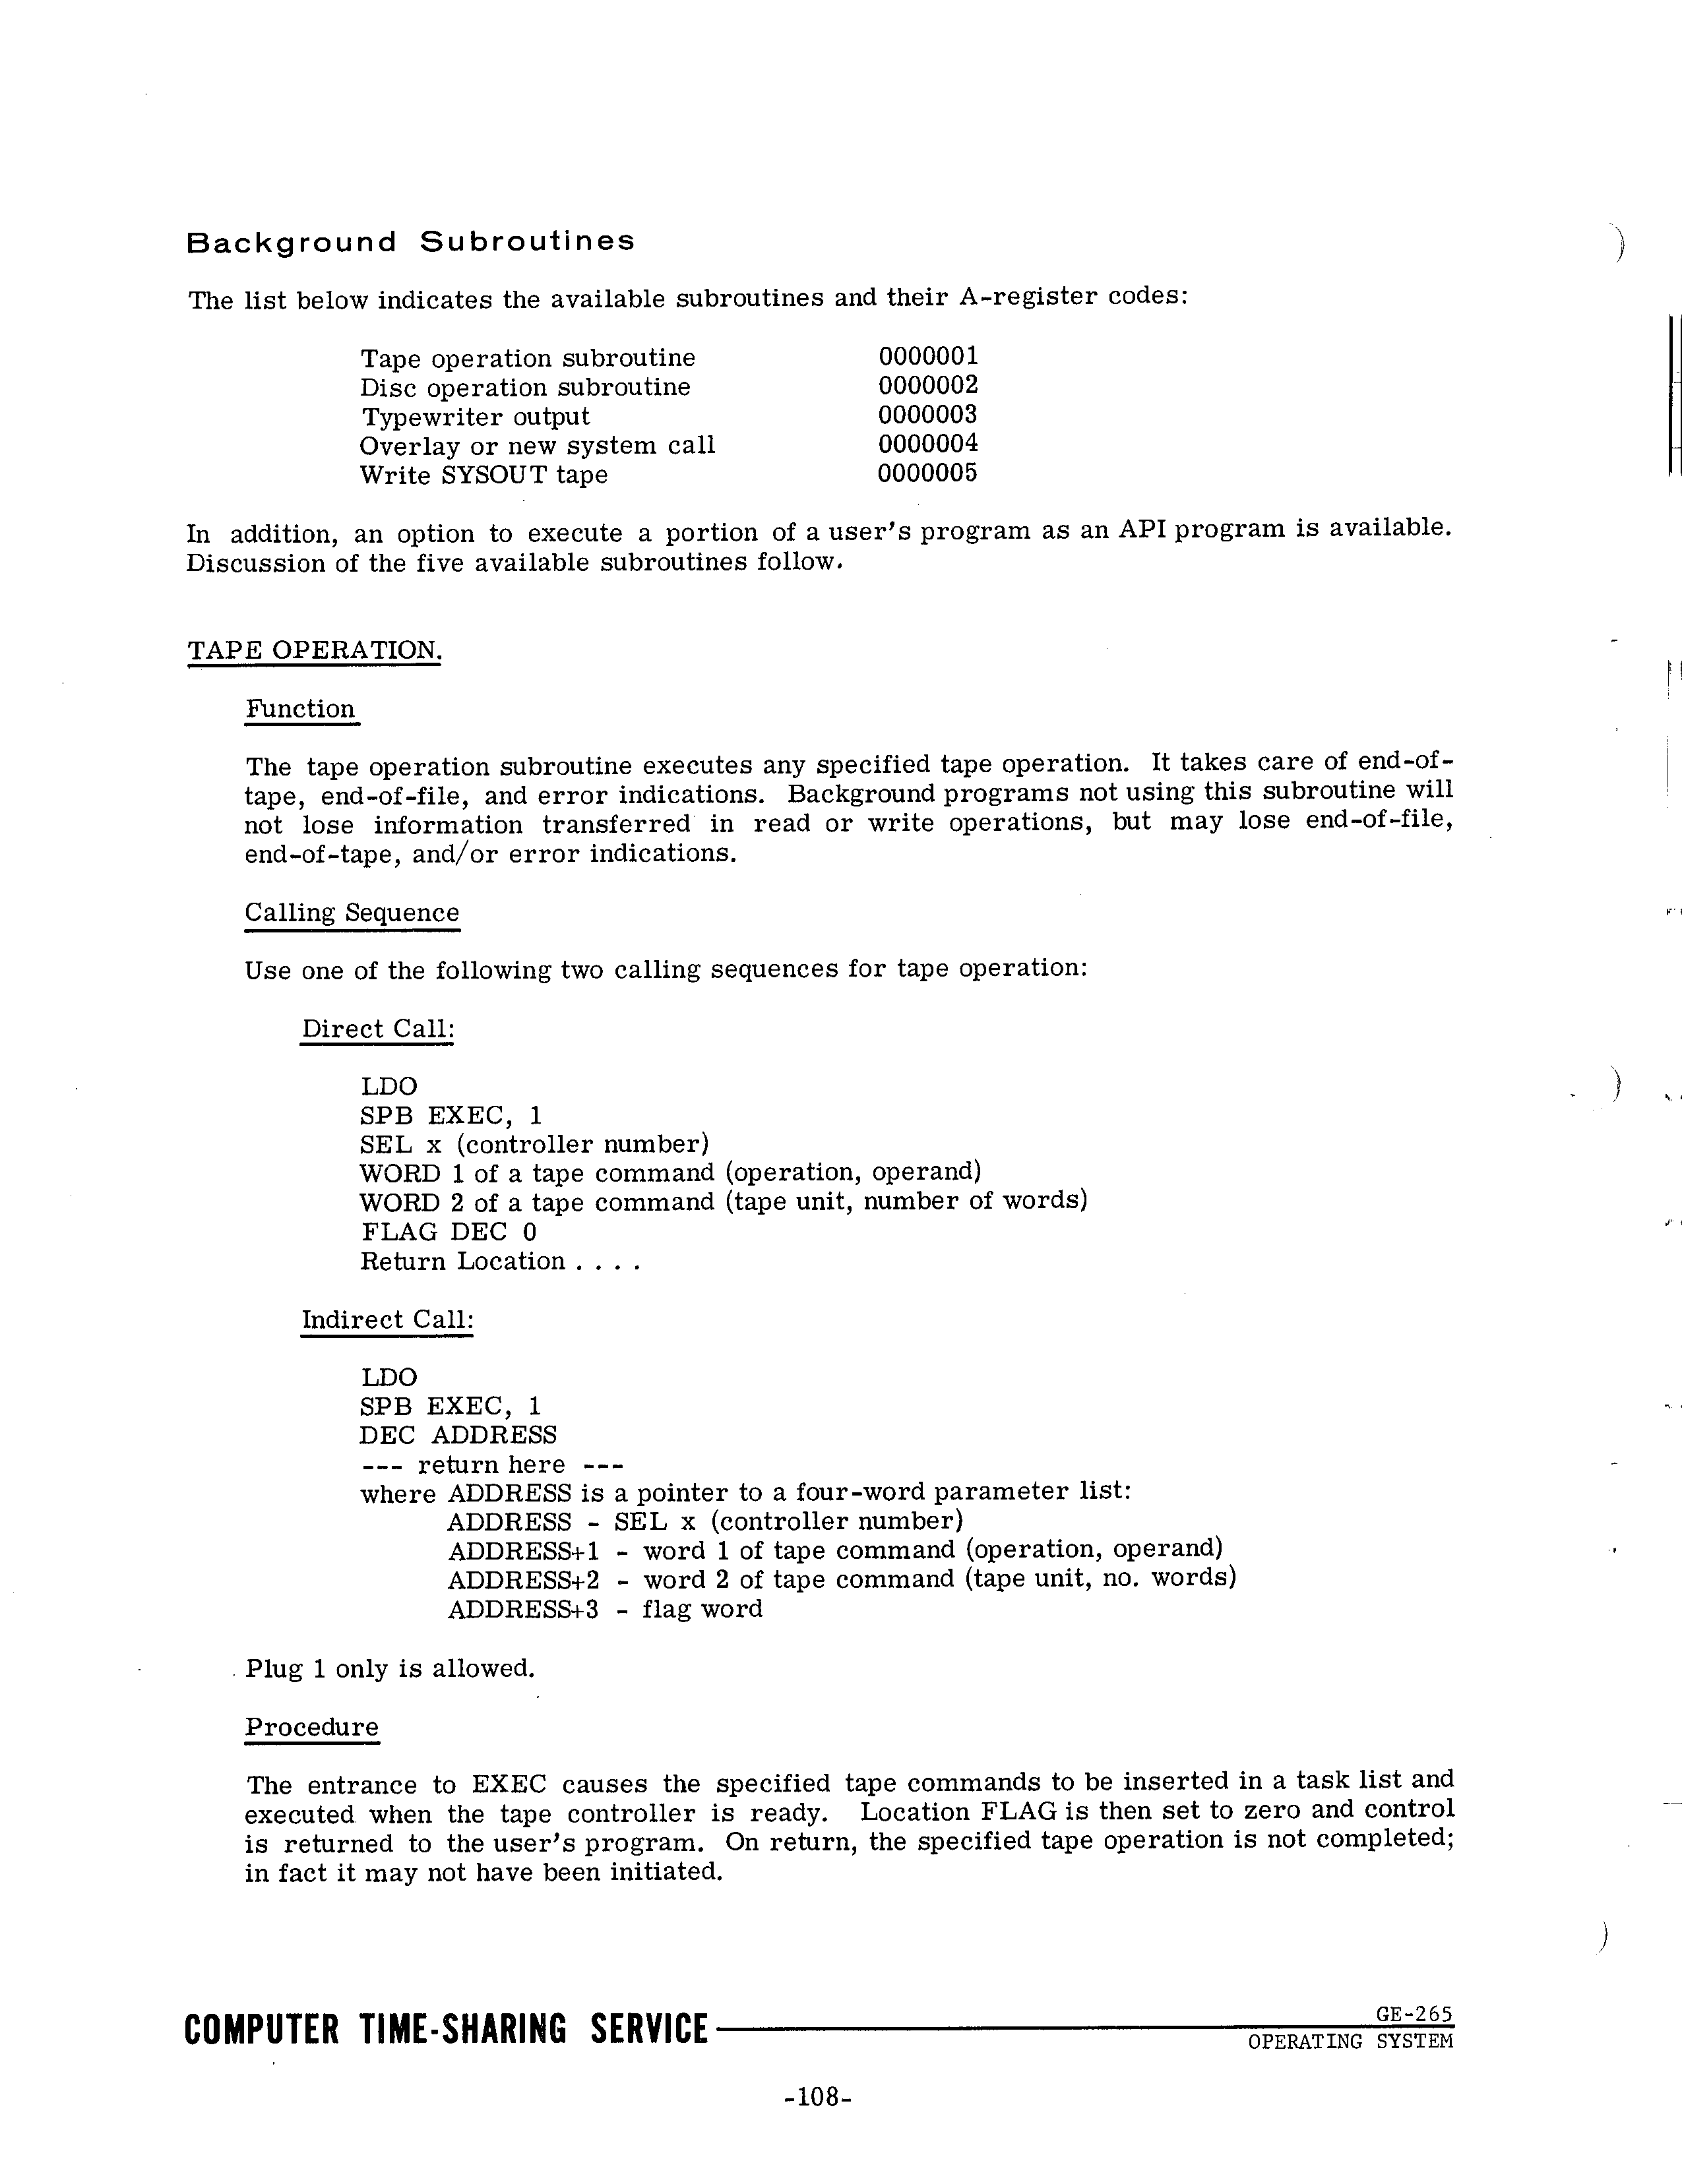 Background Subroutines
The list below indicates the available subroutines and their A-register codes:
Tape operation subroutine 0000001
Disc operation subroutine 0000002
Typewriter output 0000003
Overlay or new system call 0000004
Write SYSOUT tape 0000005
In addition, an option to execute a portion of a user's program as an API program is available.
Discussion of the five available subroutines follow.
TAPE OPERATION.
Function
The tape operation subroutine executes any specified tape operation. It takes care of end-of-
tape, end-of-file, and error indications. Background programs not using this subroutine will
not lose information transferred in read or write operations, but may lose end-of-file,
end-of-tape, and/or error indications.
Calling Sequence
Use one of the following two calling sequences for tape operation:
Direct Call:
LDO
SPB EXEC, 1
SEL x (controller number)
WORD 1 of a tape command (operation, operand)
WORD 2 of a tape command (tape unit, number of words)
FLAG DEC 0
Return Location . . . .
Indirect Call:
LDO
SPB EXEC, 1
DEC ADDRESS
--- return here ---
where ADDRESS is a pointer to a four-word parameter list:
ADDRESS - SEL x (controller number)
ADDRESS+1 - word 1 of tape command (operation, operand)
ADDRESS+2 - word 2 of tape command (tape unit, no. words)
ADDRESS+3 - flag word
Plug 1 only is allowed.
Procedure
The entrance to EXEC causes the specified tape commands to be inserted in a task list and
executed when the tape controller is ready. Location FLAG is then set to zero and control
is returned to the user's program. On return, the specified tape operation is not completed;
in fact it may not have been initiated.
COMPUTER TIME-SHARING SERVICE
GE-265
OPERATING SYSTEM
-108-